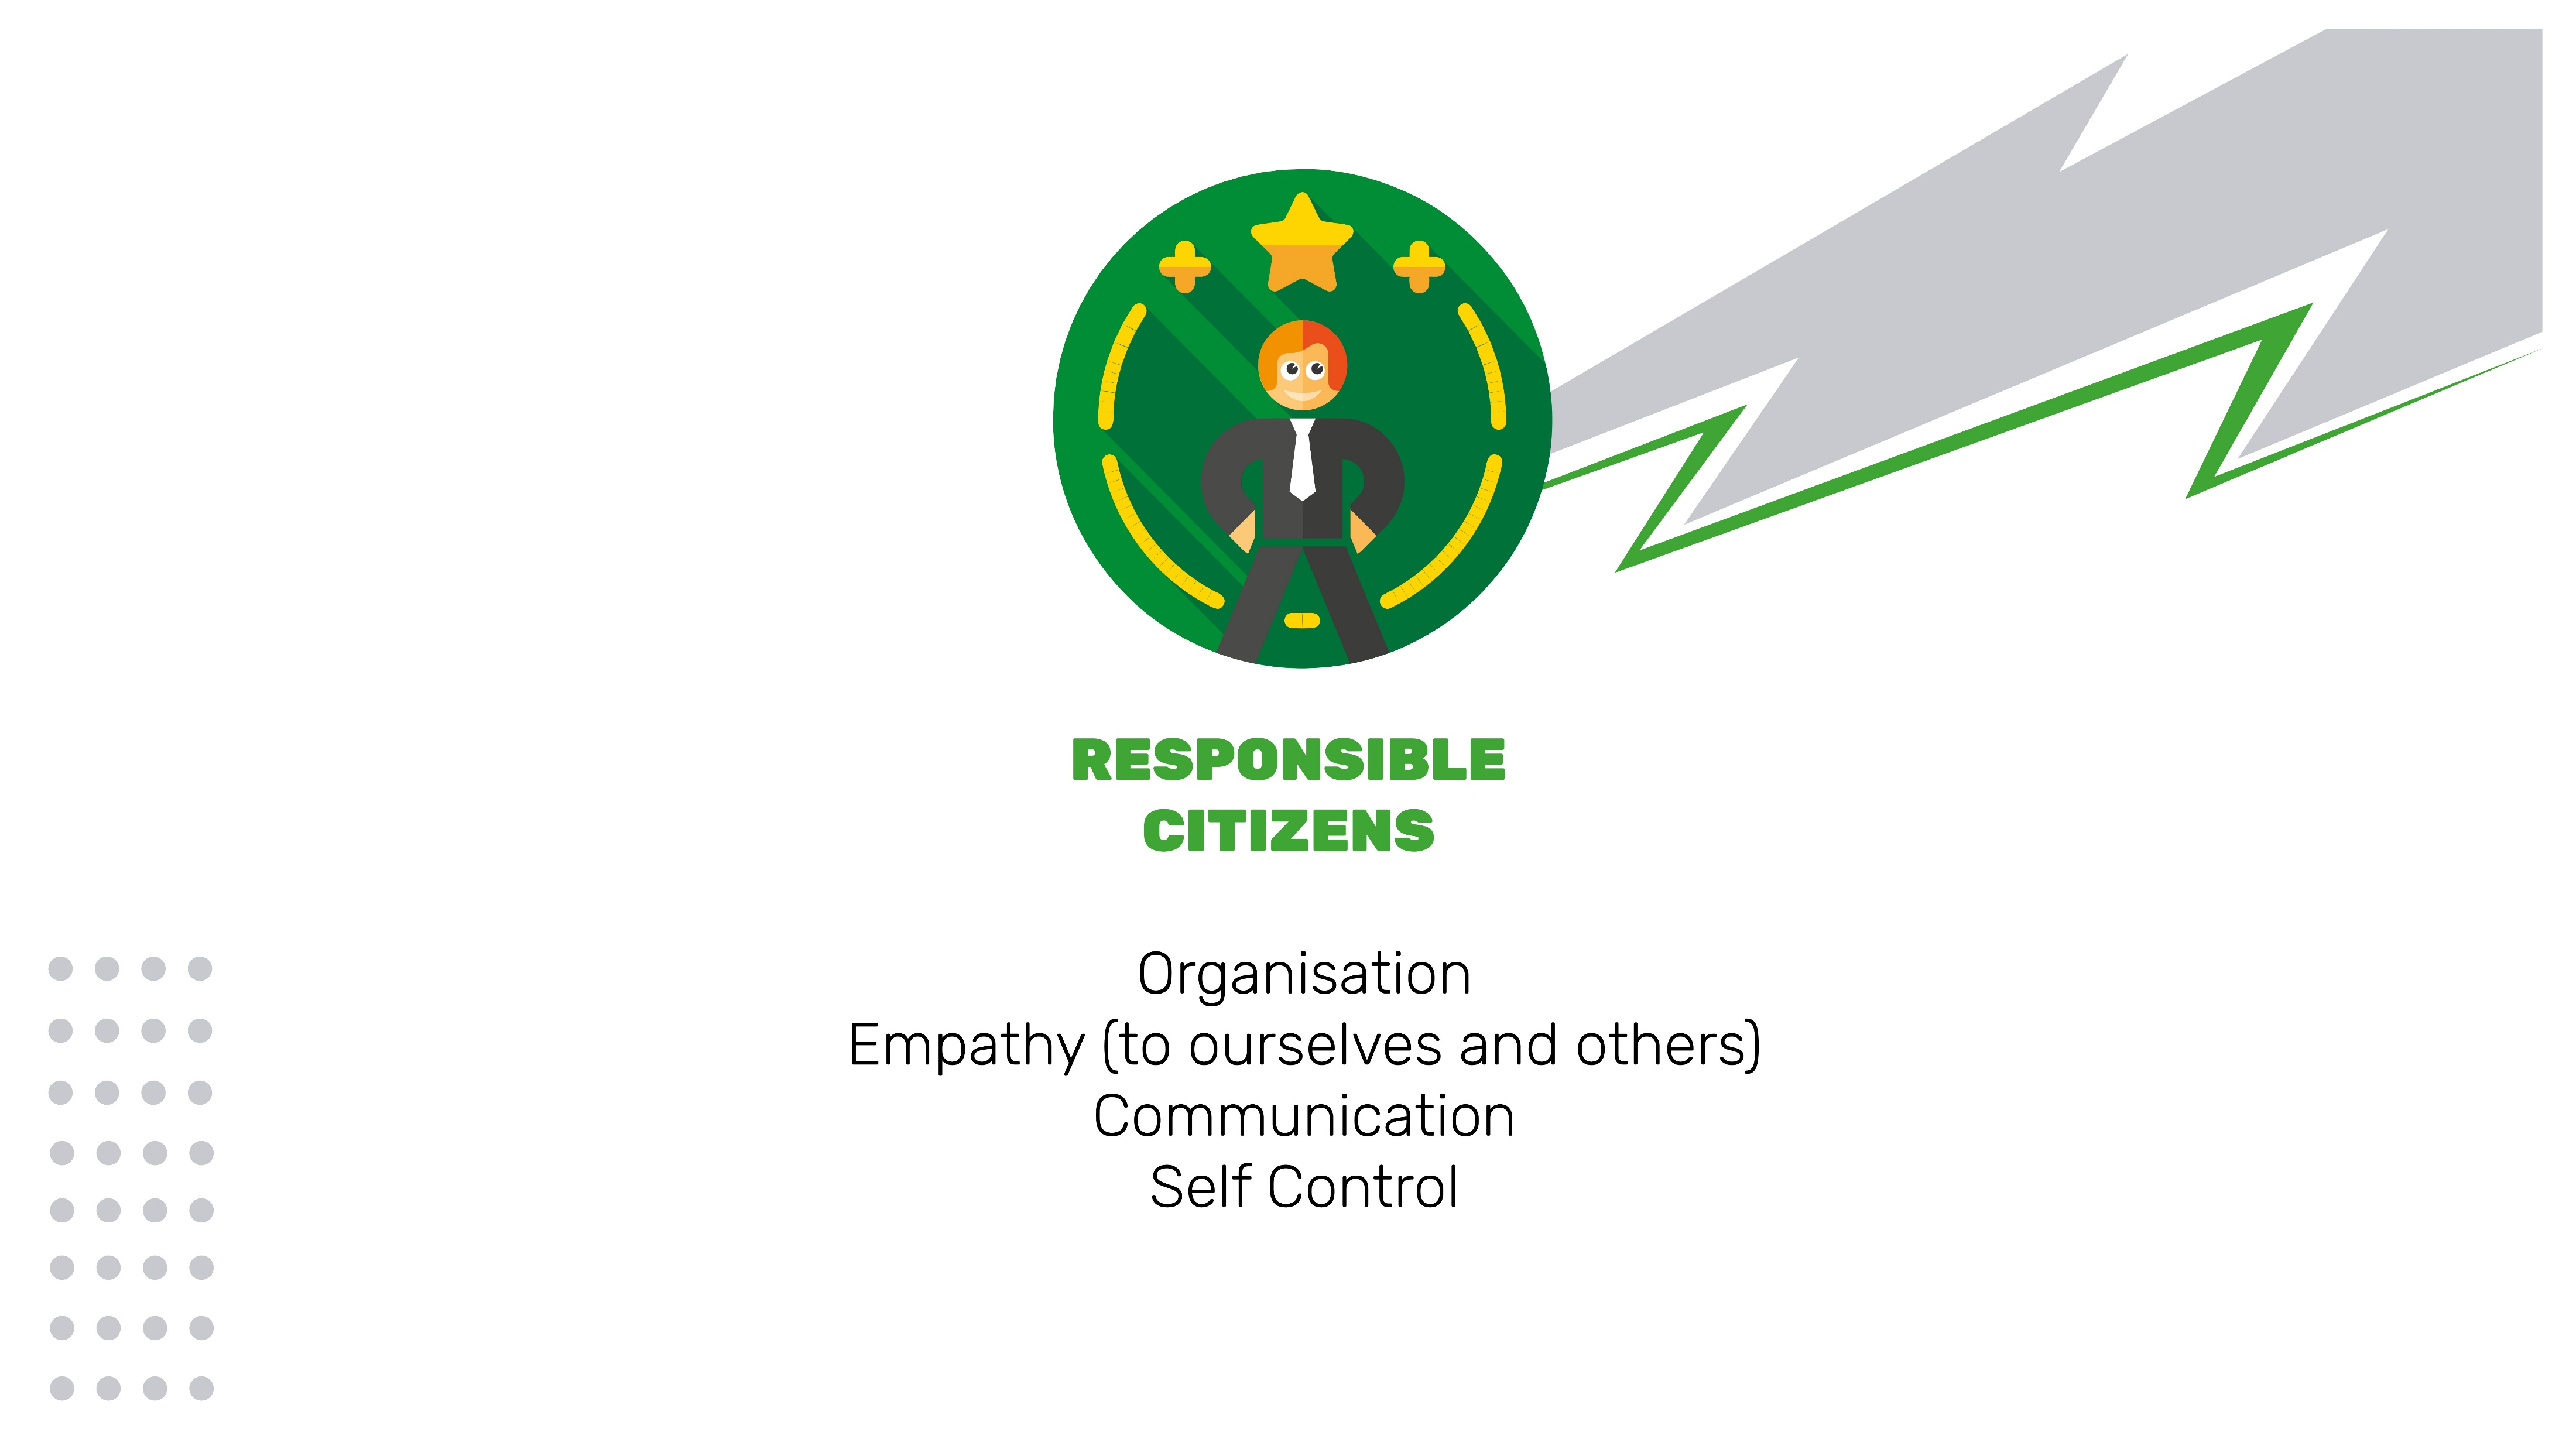 RESPONSIBLE
CITIZENS
Organisation
Empathy (to ourselves and others)
Communication
Self Control